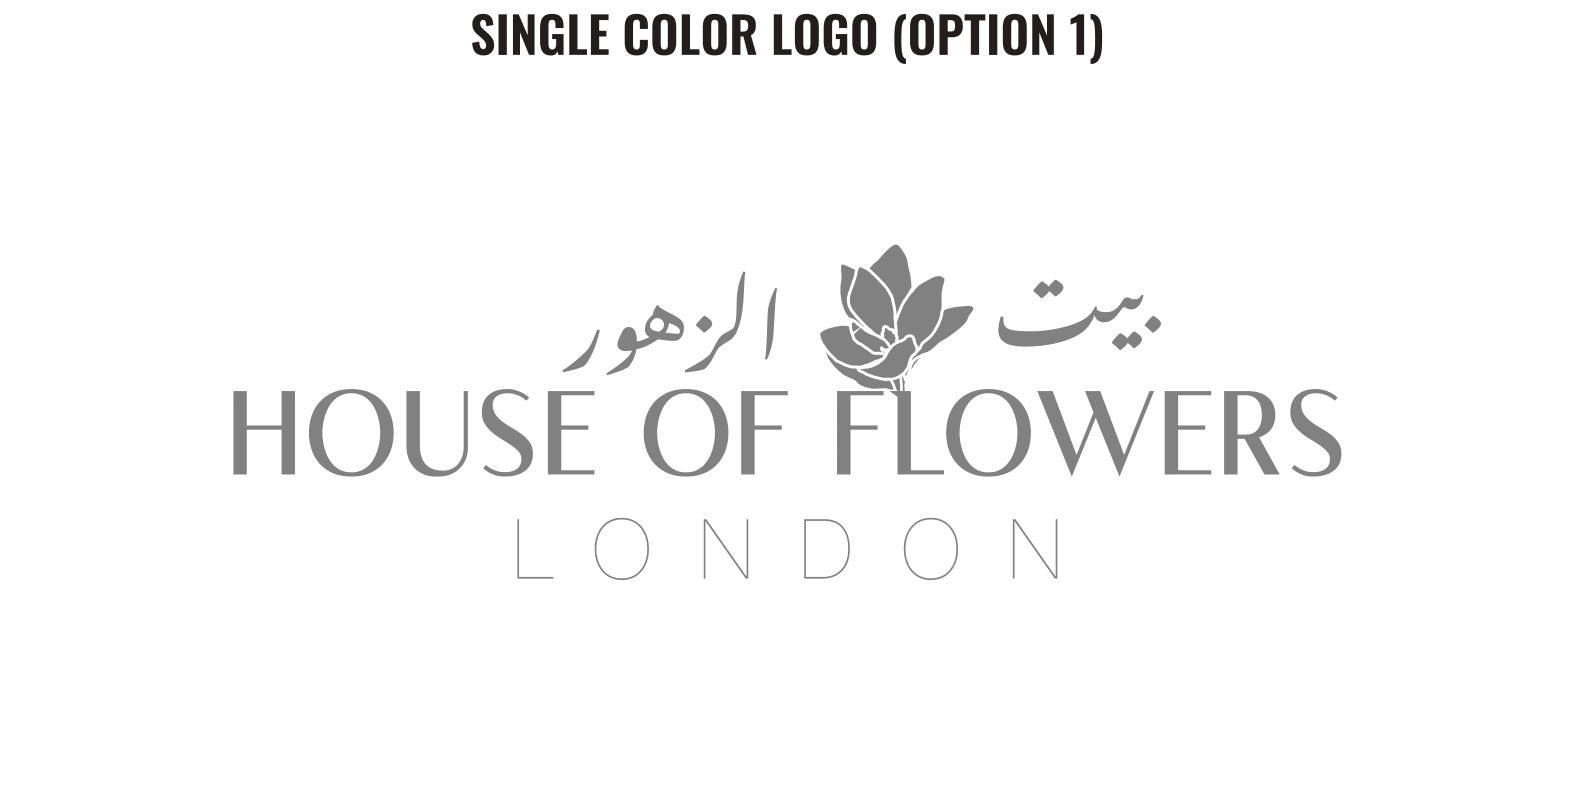 SINGLE COLOR LOGO (OPTION 1)
بيت الزهور
HOUSE OF FLOWERS
LONDON